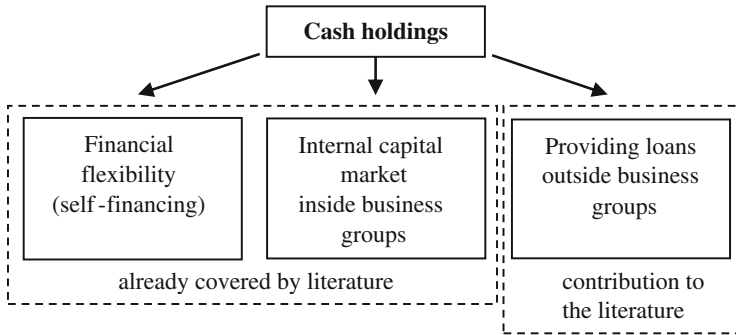 Cash holdings
Financial
flexibility
(self-financing)
Internal capital
market
inside business
groups
Providing loans
outside business
groups
already covered by literature
contribution to
the literature